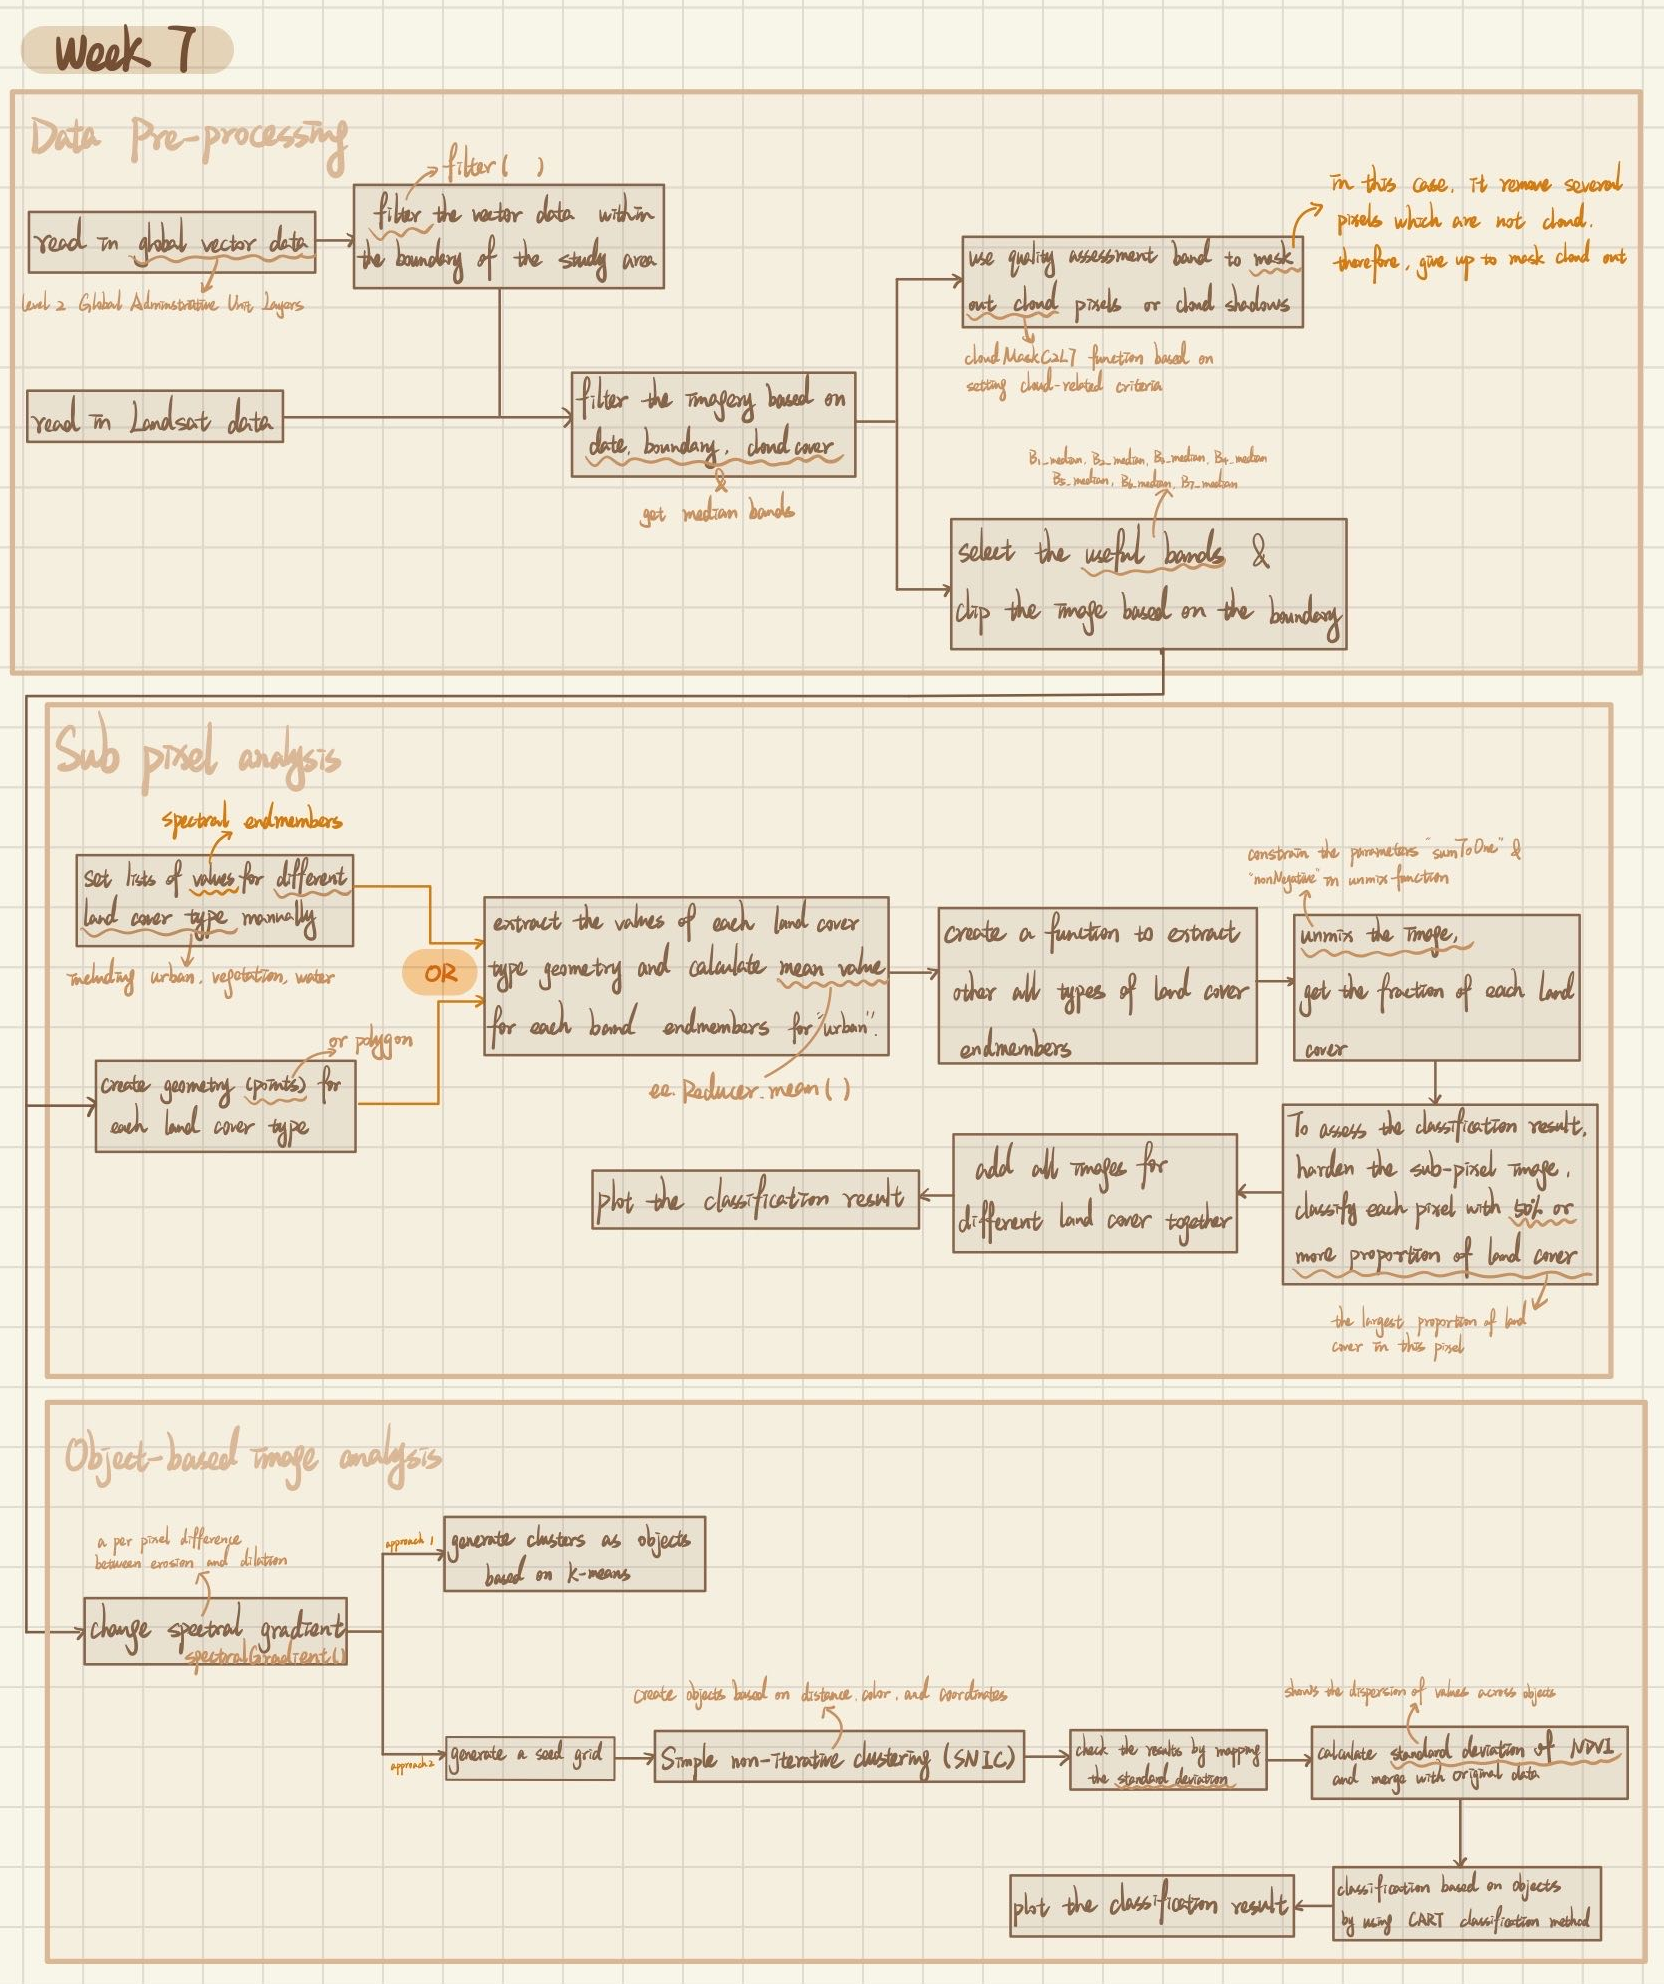 Week 7
Data Pre-processing
filter( )
read in global vector data
level 2 Global Administrative Unit Layers
filter the vector data within
the boundary of the study area
read in Landsat data
filter the imagery based on
date, boundary, cloud cover
&
get median bands
use quality assessment band to mask
out cloud pixels or cloud shadows
in this case, it remove several
pixels which are not cloud.
therefore, give up to mask cloud out
cloudMaskC2L7 function based on
setting cloud-related criteria
B1_median, B2_median, B3_median, B4_median
B5_median, B6_median, B7_median
select the useful bands &
clip the image based on the boundary
Sub pixel analysis
spectral endmembers
set lists of values for different
land cover type manually
including urban, vegetation, water
or polygon
create geometry (points) for
each land cover type
OR
extract the values of each land cover
type geometry and calculate mean value
for each band endmembers for "urban".
ee.Reducer.mean( )
create a function to extract
other all types of land cover
endmembers
constrain the parameters "sumToOne" &
"nonNegative" in unmix function
unmix the image,
get the fraction of each land
cover
To assess the classification result,
harden the sub-pixel image,
classify each pixel with 50% or
more proportion of land cover
the largest proportion of land
cover in this pixel
add all images for
different land cover together
plot the classification result
Object-based image analysis
a per pixel difference
between erosion and dilation
change spectral gradient
spectralGradient()
approach 1
generate clusters as objects
based on k-means
approach 2
generate a seed grid
create objects based on distance, color, and coordinates
Simple non-iterative clustering (SNIC)
check the results by mapping
the standard deviation
shows the dispersion of values across objects
calculate standard deviation of NDVI
and merge with original data
classification based on objects
by using CART classification method
plot the classification result